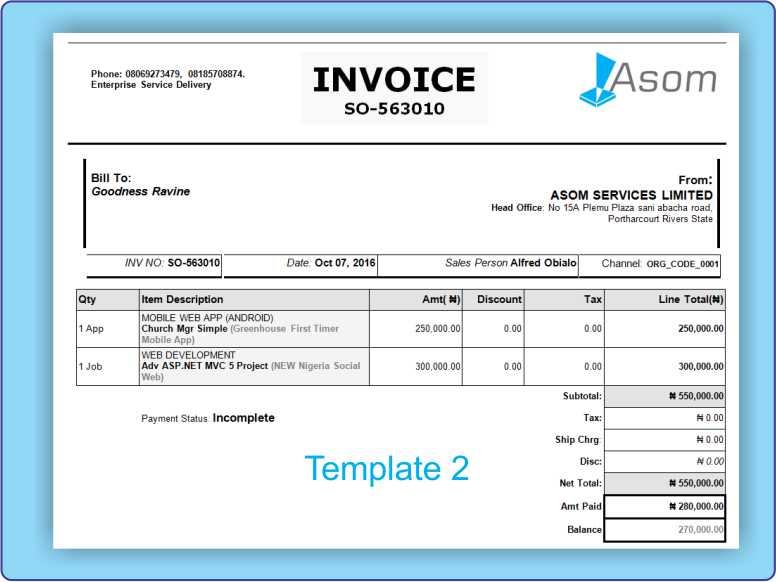 Phone: 08069273479, 08185708874.
Enterprise Service Delivery
INVOICE
SO-563010
Asom
Bill To:
Goodness Ravine
From:
ASOM SERVICES LIMITED
Head Office: No 15A Plemu Plaza sani abacha road,
Portharcourt Rivers State
INV NO: SO-563010 Date: Oct 07, 2016 Sales Person Alfred Obialo Channel: ORG_CODE_0001
Qty Item Description Amt( ₦) Discount Tax Line Total(₦)
MOBILE WEB APP (ANDROID)
1 App Church Mgr Simple (Greenhouse First Timer 250,000.00 0.00 0.00 250,000.00
Mobile App)
WEB DEVELOPMENT
1 Job Adv ASP.NET MVC 5 Project (NEW Nigeria Social 300,000.00 0.00 0.00 300,000.00
Web)
Subtotal: ₦ 550,000.00
Payment Status Incomplete Tax: ₦ 0.00
Ship Chrg: ₦ 0.00
Disc: ₦ 0.00
Template 2
Net Total: ₦ 550,000.00
Amt Paid ₦ 280,000.00
Balance 270,000.00